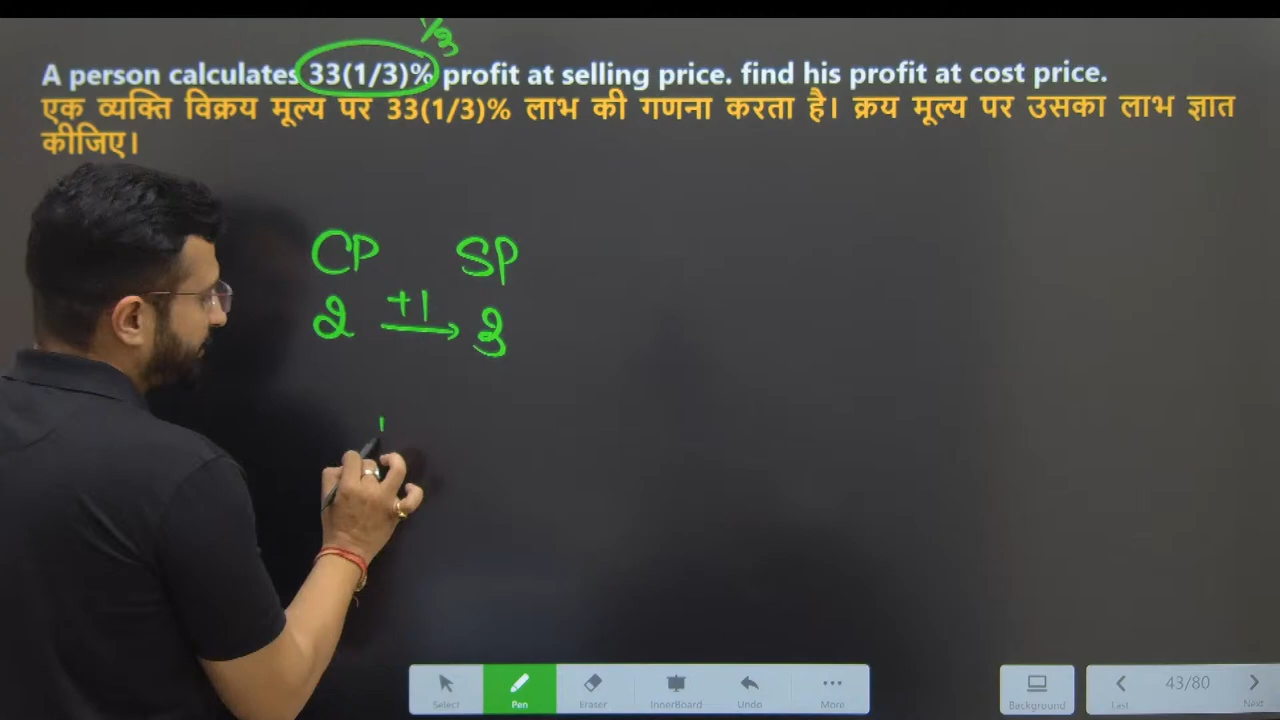 1/3
A person calculates 33(1/3)% profit at selling price. find his profit at cost price.
एक व्यक्ति विक्रय मूल्य पर 33(1/3)% लाभ की गणना करता है। क्रय मूल्य पर उसका लाभ ज्ञात
कीजिए।
CP SP
2 +1 3
1
Select Pen Eraser InnerBoard Undo More Background Last 43/80 Next